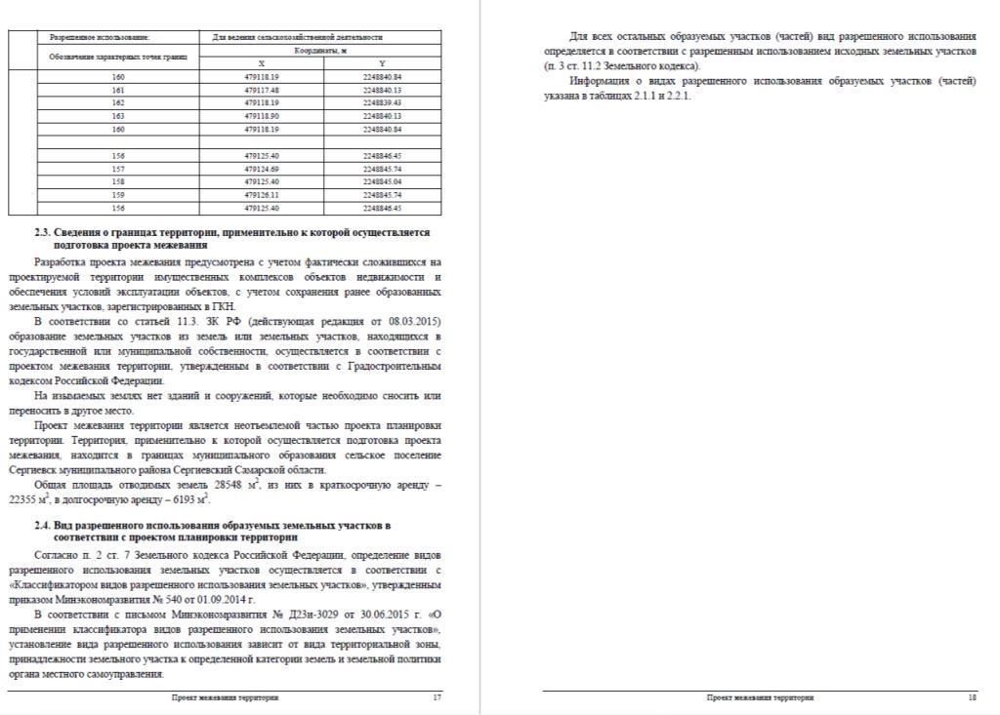 Разрешенное использование: Для ведения сельскохозяйственной деятельности
Обозначение характерных точек границ Координаты, м
X Y
160 479118.19 2248840.84
161 479117.48 2248840.13
162 479118.19 2248839.43
163 479118.90 2248840.13
160 479118.19 2248840.84
156 479125.40 2248846.45
157 479124.69 2248845.74
158 479125.40 2248845.04
159 479126.11 2248845.74
156 479125.40 2248846.45
2.3. Сведения о границах территории, применительно к которой осуществляется
подготовка проекта межевания
Разработка проекта межевания предусмотрена с учетом фактически сложившихся на
проектируемой территории имущественных комплексов объектов недвижимости и
обеспечения условий эксплуатации объектов, с учетом сохранения ранее образованных
земельных участков, зарегистрированных в ГКН.
В соответствии со статьей 11.3. ЗК РФ (действующая редакция от 08.03.2015)
образование земельных участков из земель или земельных участков, находящихся в
государственной или муниципальной собственности, осуществляется в соответствии с
проектом межевания территории, утвержденным в соответствии с Градостроительным
кодексом Российской Федерации.
На изымаемых землях нет зданий и сооружений, которые необходимо сносить или
переносить в другое место.
Проект межевания территории является неотъемлемой частью проекта планировки
территории. Территория, применительно к которой осуществляется подготовка проекта
межевания, находится в границах муниципального образования сельское поселение
Сергиевск муниципального района Сергиевский Самарской области.
Общая площадь отводимых земель 28548 м², из них в краткосрочную аренду –
22355 м², в долгосрочную аренду – 6193 м².
2.4. Вид разрешенного использования образуемых земельных участков в
соответствии с проектом планировки территории
Согласно п. 2 ст. 7 Земельного кодекса Российской Федерации, определение видов
разрешенного использования земельных участков осуществляется в соответствии с
«Классификатором видов разрешенного использования земельных участков», утвержденным
приказом Минэкономразвития № 540 от 01.09.2014 г.
В соответствии с письмом Минэкономразвития № Д23и-3029 от 30.06.2015 г. «О
применении классификатора видов разрешенного использования земельных участков»,
установление вида разрешенного использования зависит от вида территориальной зоны,
принадлежности земельного участка к определенной категории земель и земельной политики
органа местного самоуправления.
Проект межевания территории 17
Для всех остальных образуемых участков (частей) вид разрешенного использования
определяется в соответствии с разрешенным использованием исходных земельных участков
(п. 3 ст. 11.2 Земельного кодекса).
Информация о видах разрешенного использования образуемых участков (частей)
указана в таблицах 2.1.1 и 2.2.1.
Проект межевания территории 18